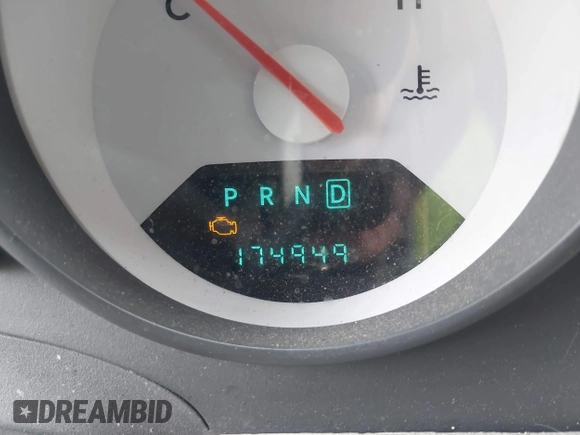 C H
P R N D
174949
DREAMBID